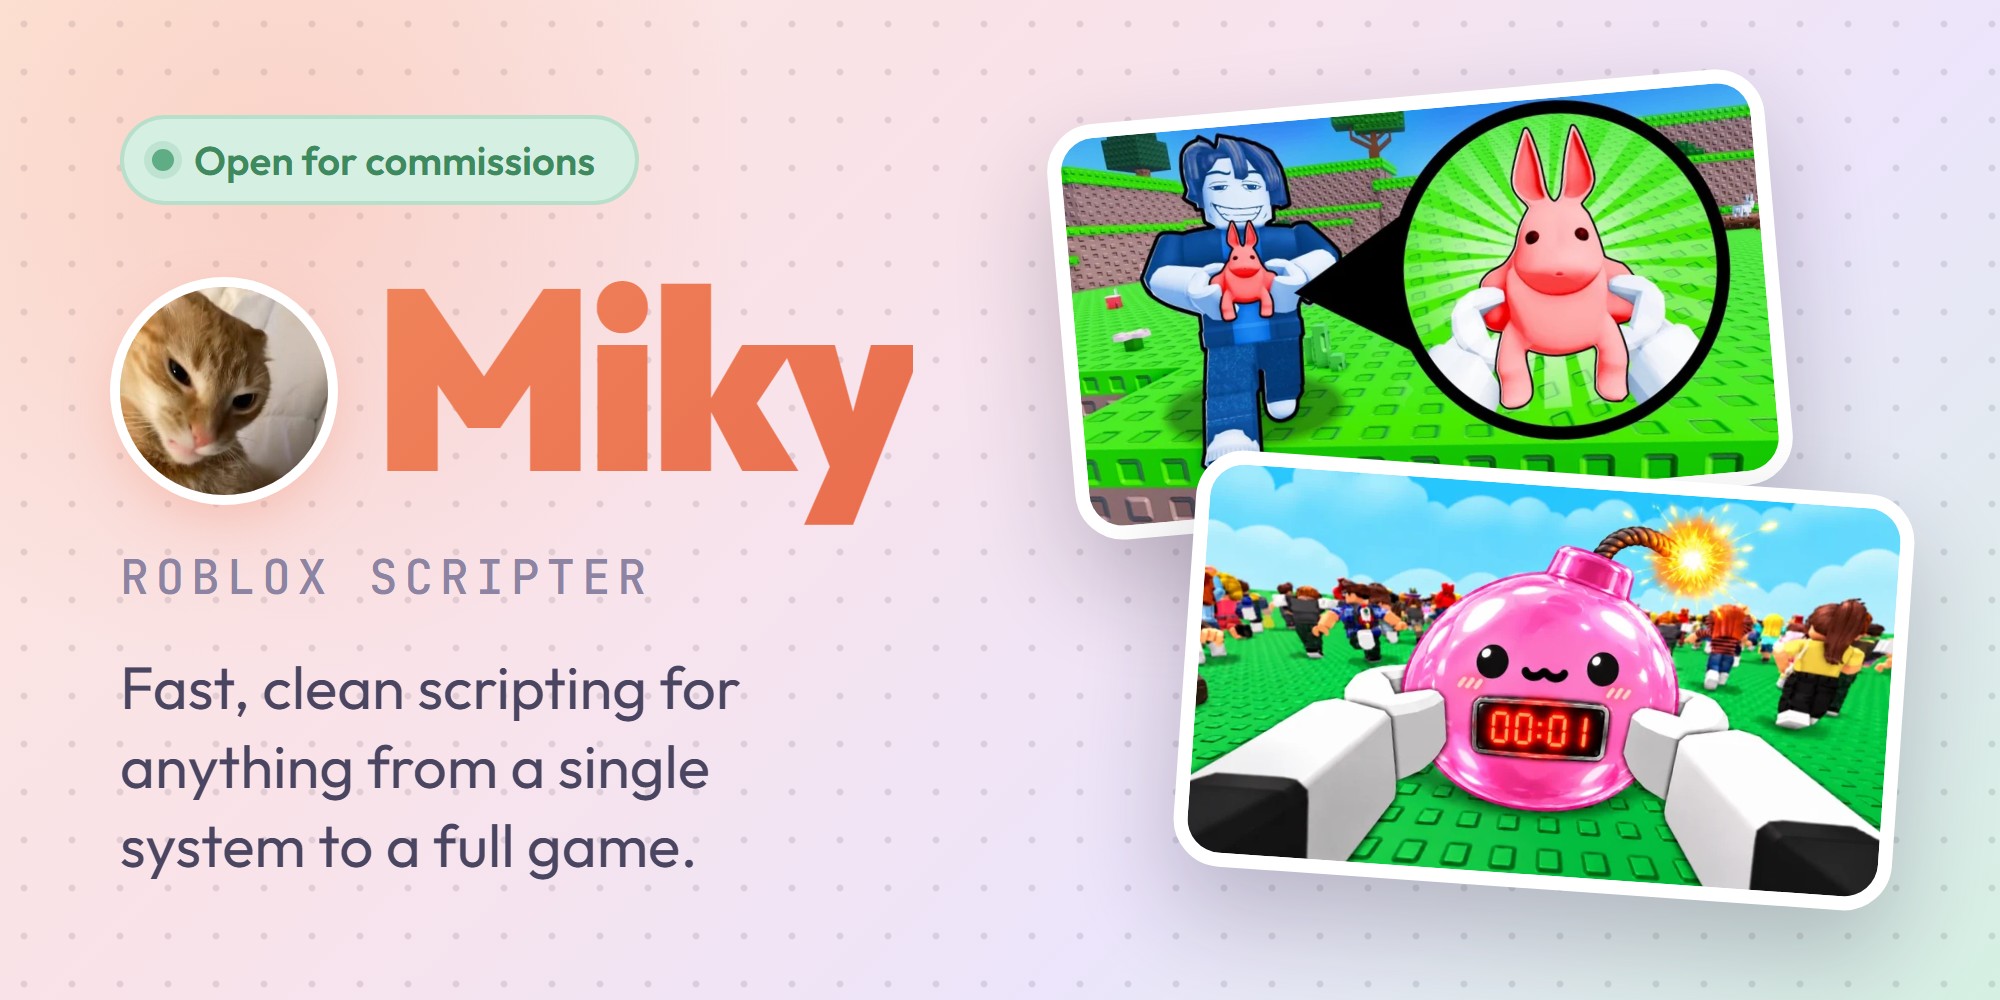 Open for commissions
Miky
ROBLOX SCRIPTER
Fast, clean scripting for
anything from a single
system to a full game.
00:01